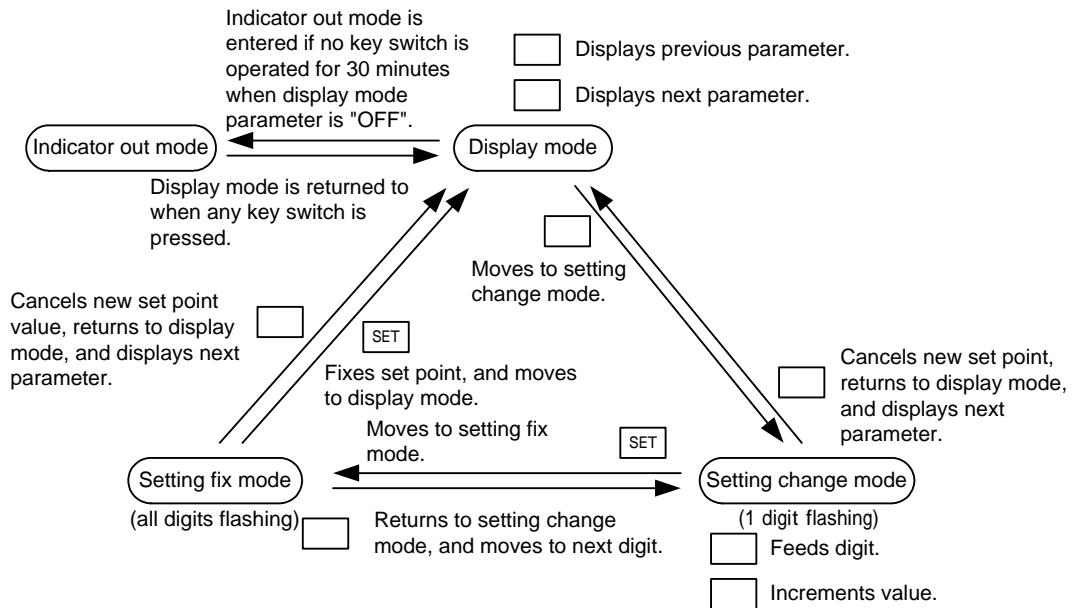 Indicator out mode is
entered if no key switch is
operated for 30 minutes
when display mode
parameter is "OFF".
Displays previous parameter.
Displays next parameter.
Indicator out mode
Display mode
Display mode is returned to
when any key switch is
pressed.
Moves to setting
change mode.
Cancels new set point
value, returns to display
mode, and displays next
parameter.
SET
Fixes set point, and moves
to display mode.
Cancels new set point,
returns to display mode,
and displays next
parameter.
Moves to setting fix
mode.
SET
Setting fix mode
(all digits flashing)
Setting change mode
(1 digit flashing)
Returns to setting change
mode, and moves to next digit.
Feeds digit.
Increments value.